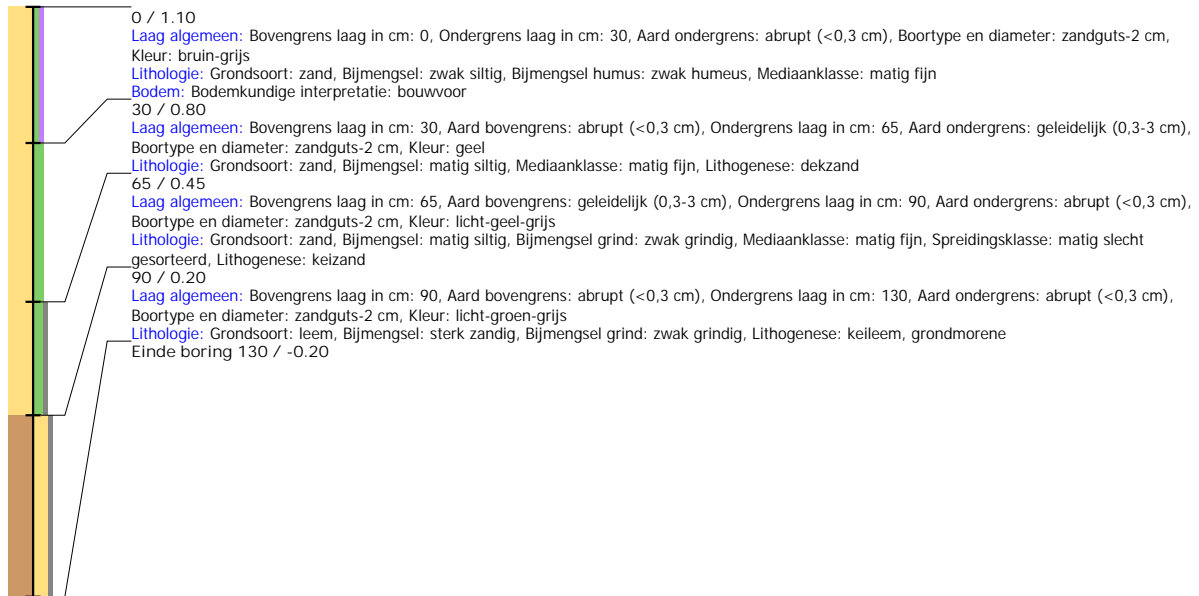 0 / 1.10
Laag algemeen: Bovengrens laag in cm: 0, Ondergrens laag in cm: 30, Aard ondergrens: abrupt (<0,3 cm), Boortype en diameter: zandguts-2 cm,
Kleur: bruin-grijs
Lithologie: Grondsoort: zand, Bijmengsel: zwak siltig, Bijmengsel humus: zwak humeus, Mediaanklasse: matig fijn
Bodem: Bodemkundige interpretatie: bouwvoor
30 / 0.80
Laag algemeen: Bovengrens laag in cm: 30, Aard bovengrens: abrupt (<0,3 cm), Ondergrens laag in cm: 65, Aard ondergrens: geleidelijk (0,3-3 cm),
Boortype en diameter: zandguts-2 cm, Kleur: geel
Lithologie: Grondsoort: zand, Bijmengsel: matig siltig, Mediaanklasse: matig fijn, Lithogenese: dekzand
65 / 0.45
Laag algemeen: Bovengrens laag in cm: 65, Aard bovengrens: geleidelijk (0,3-3 cm), Ondergrens laag in cm: 90, Aard ondergrens: abrupt (<0,3 cm),
Boortype en diameter: zandguts-2 cm, Kleur: licht-geel-grijs
Lithologie: Grondsoort: zand, Bijmengsel: matig siltig, Bijmengsel grind: zwak grindig, Mediaanklasse: matig fijn, Spreidingsklasse: matig slecht
gesorteerd, Lithogenese: keizand
90 / 0.20
Laag algemeen: Bovengrens laag in cm: 90, Aard bovengrens: abrupt (<0,3 cm), Ondergrens laag in cm: 130, Aard ondergrens: abrupt (<0,3 cm),
Boortype en diameter: zandguts-2 cm, Kleur: licht-groen-grijs
Lithologie: Grondsoort: leem, Bijmengsel: sterk zandig, Bijmengsel grind: zwak grindig, Lithogenese: keileem, grondmorene
Einde boring 130 / -0.20